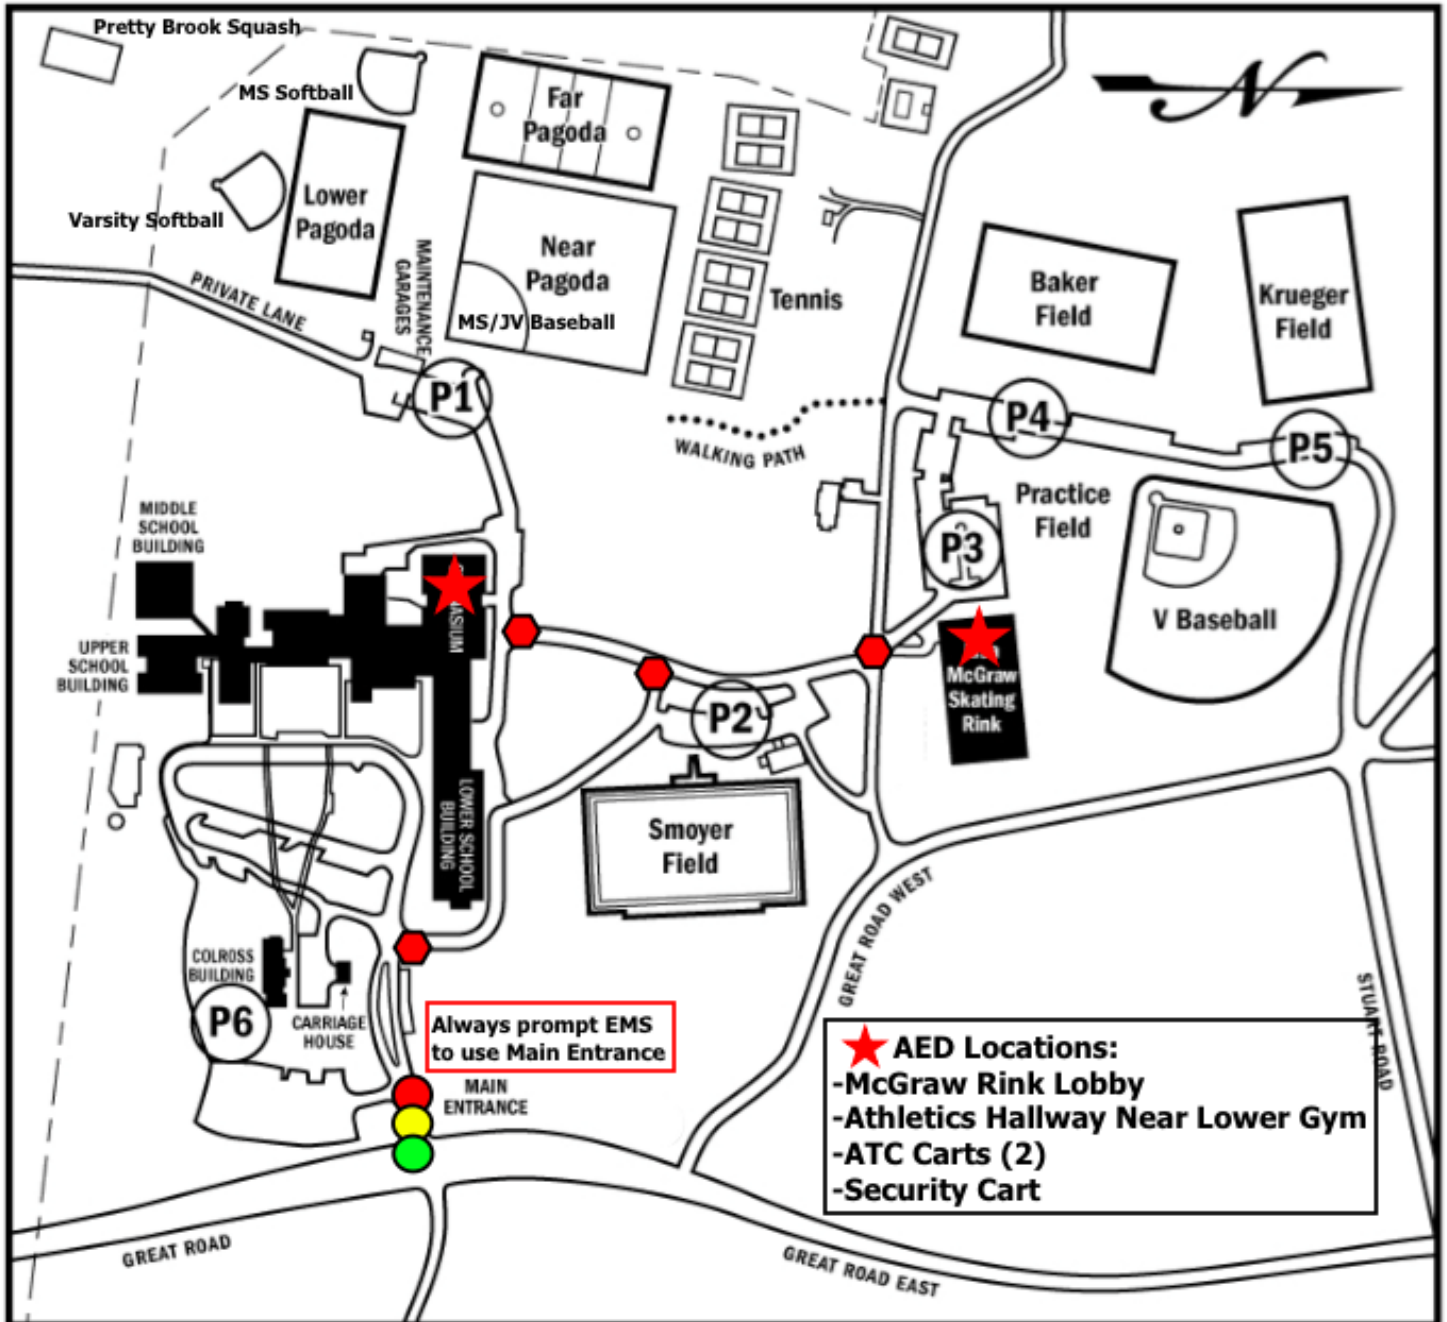 Pretty Brook Squash
MS Softball
Far
Pagoda
N
Lower
Pagoda
Varsity Softball
MAINTENANCE
GARAGES
Near
Pagoda
MS/JV Baseball
Tennis
Baker
Field
Krueger
Field
PRIVATE LANE
P1
P4
P5
WALKING PATH
Practice
Field
MIDDLE
SCHOOL
BUILDING
P3
V Baseball
UPPER
SCHOOL
BUILDING
McGraw
Skating
Rink
P2
LOWER SCHOOL
BUILDING
Smoyer
Field
GREAT ROAD WEST
COLROSS
BUILDING
P6
CARRIAGE
HOUSE
STUART ROAD
Always prompt EMS
to use Main Entrance
MAIN
ENTRANCE
AED Locations:
-McGraw Rink Lobby
-Athletics Hallway Near Lower Gym
-ATC Carts (2)
-Security Cart
GREAT ROAD
GREAT ROAD EAST